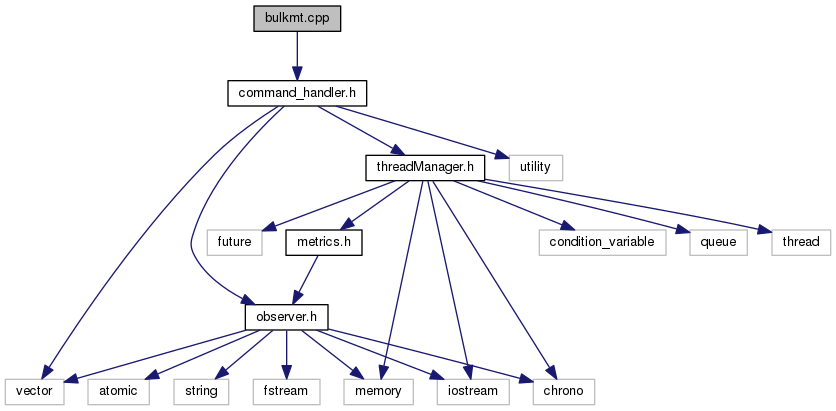 bulkmt.cpp
command_handler.h
threadManager.h
utility
future
metrics.h
condition_variable
queue
thread
observer.h
vector
atomic
string
fstream
memory
iostream
chrono